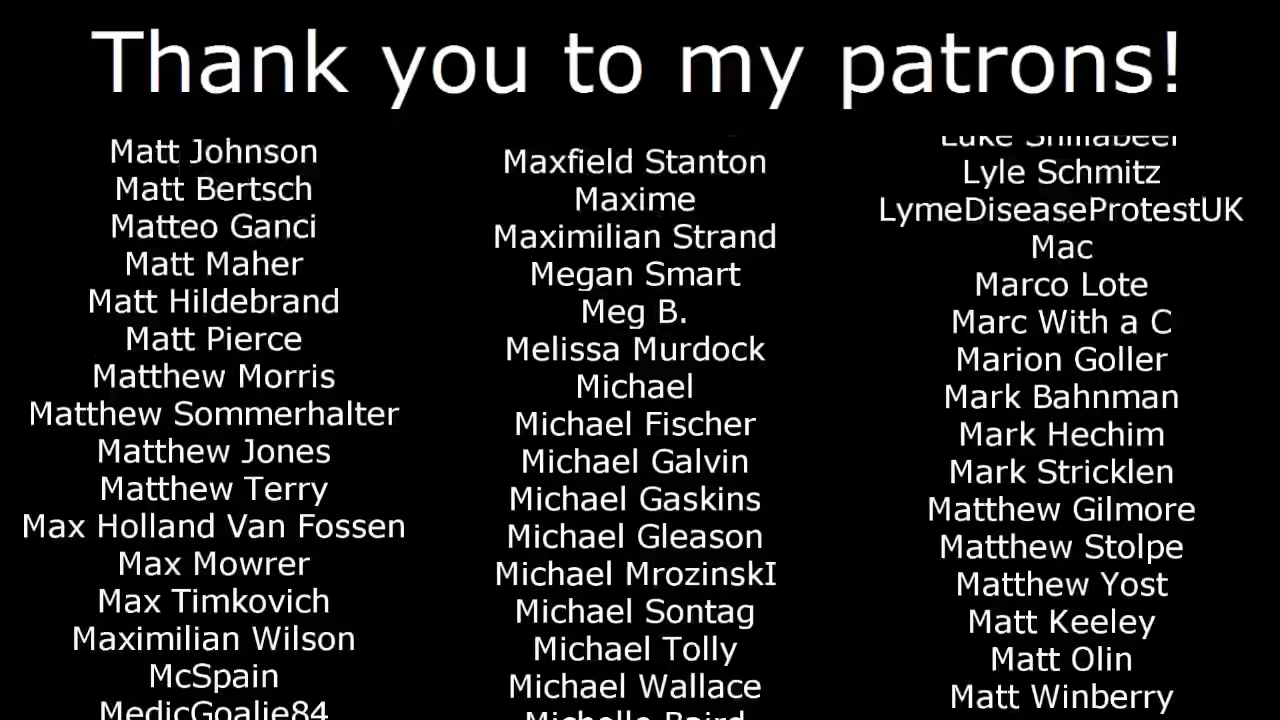 Thank you to my patrons!
Matt Johnson
Matt Bertsch
Matteo Ganci
Matt Maher
Matt Hildebrand
Matt Pierce
Matthew Morris
Matthew Sommerhalter
Matthew Jones
Matthew Terry
Max Holland Van Fossen
Max Mowrer
Max Timkovich
Maximilian Wilson
McSpain
MedicGoalie84
Maxfield Stanton
Maxime
Maximilian Strand
Megan Smart
Meg B.
Melissa Murdock
Michael
Michael Fischer
Michael Galvin
Michael Gaskins
Michael Gleason
Michael MrozinskI
Michael Sontag
Michael Tolly
Michael Wallace
Michelle Baird
Luke Shillabeer
Lyle Schmitz
LymeDiseaseProtestUK
Mac
Marco Lote
Marc With a C
Marion Goller
Mark Bahnman
Mark Hechim
Mark Stricklen
Matthew Gilmore
Matthew Stolpe
Matthew Yost
Matt Keeley
Matt Olin
Matt Winberry